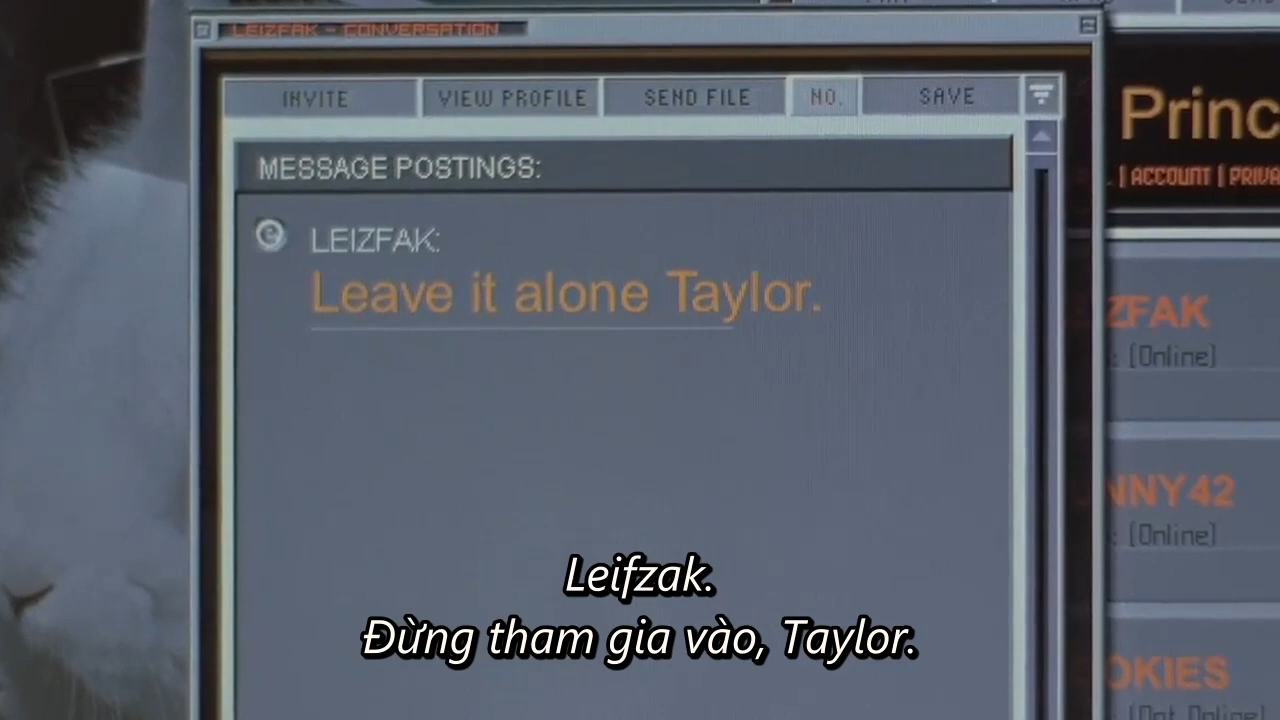 LEIZFAK - CONVERSATION
INVITE VIEW PROFILE SEND FILE NO. SAVE
Princ
| ACCOUNT | PRIVA
MESSAGE POSTINGS:
LEIZFAK:
Leave it alone Taylor.
ZFAK
: [Online]
NNY42
: [Online]
OKIES
Leifzak.
Đừng tham gia vào, Taylor.